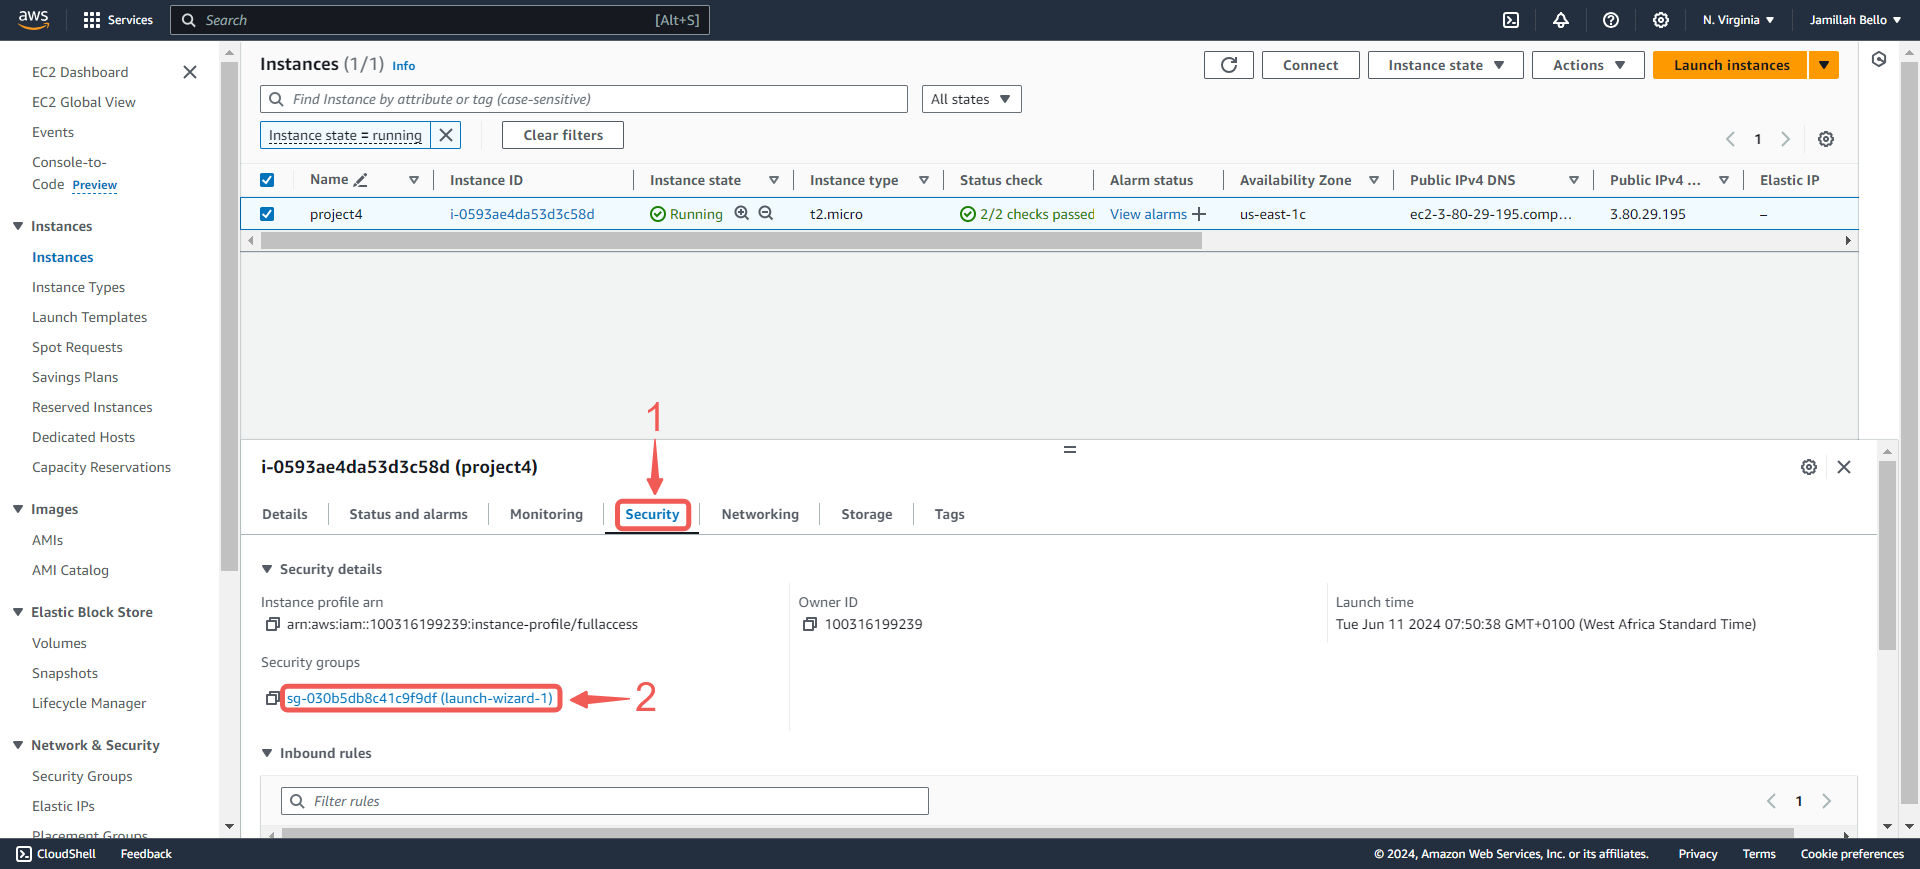 aws Services Search [Alt+S] N. Virginia Jamillah Bello
EC2 Dashboard
EC2 Global View
Events
Console-to-
Code Preview
Instances
Instances
Instance Types
Launch Templates
Spot Requests
Savings Plans
Reserved Instances
Dedicated Hosts
Capacity Reservations
Images
AMIs
AMI Catalog
Elastic Block Store
Volumes
Snapshots
Lifecycle Manager
Network & Security
Security Groups
Elastic IPs
Placement Groups
Instances (1/1) Info Connect Instance state Actions Launch instances
Find Instance by attribute or tag (case-sensitive) All states
Instance state = running Clear filters 1
Name Instance ID Instance state Instance type Status check Alarm status Availability Zone Public IPv4 DNS Public IPv4 ... Elastic IP
project4 i-0593ae4da53d3c58d Running t2.micro 2/2 checks passed View alarms + us-east-1c ec2-3-80-29-195.comp... 3.80.29.195 –
1
i-0593ae4da53d3c58d (project4)
Details Status and alarms Monitoring Security Networking Storage Tags
Security details
Instance profile arn Owner ID Launch time
arn:aws:iam::100316199239:instance-profile/fullaccess 100316199239 Tue Jun 11 2024 07:50:38 GMT+0100 (West Africa Standard Time)
Security groups
sg-030b5db8c41c9f9df (launch-wizard-1) 2
Inbound rules
Filter rules 1
CloudShell Feedback © 2024, Amazon Web Services, Inc. or its affiliates. Privacy Terms Cookie preferences